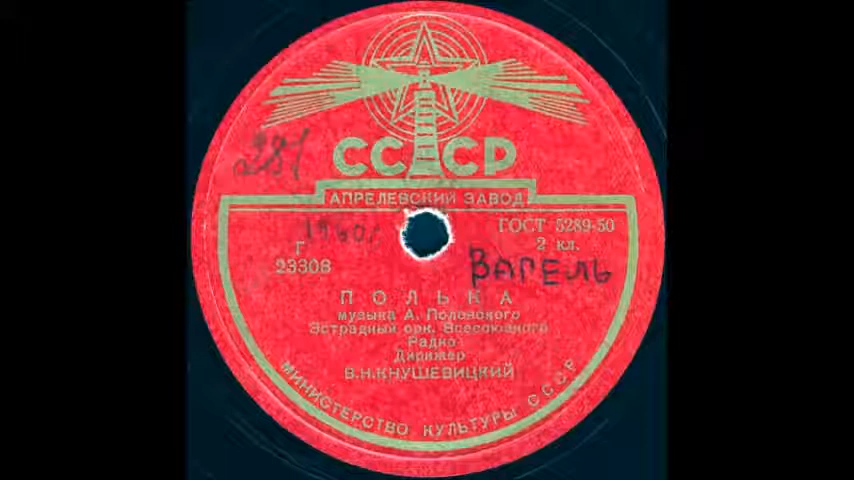 СССР
281
АПРЕЛЕВСКИЙ ЗАВОД
ГОСТ 5289-50
2 кл.
1960г
Г
23308
ВАГЕЛЬ
ПОЛЬКА
музыка А. Полонского
Эстрадный орк. Всесоюзного
Радио
Дирижер
В.Н.КНУШЕВИЦКИЙ
МИНИСТЕРСТВО КУЛЬТУРЫ СССР